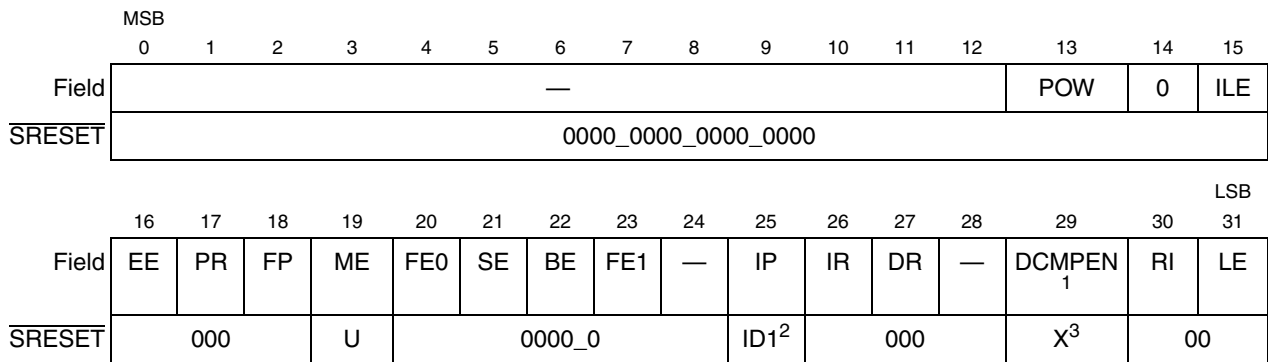 MSB
0 1 2 3 4 5 6 7 8 9 10 11 12 13 14 15
Field — POW 0 ILE
SRESET 0000_0000_0000_0000
LSB
16 17 18 19 20 21 22 23 24 25 26 27 28 29 30 31
Field EE PR FP ME FE0 SE BE FE1 — IP IR DR — DCMPEN RI LE
1
SRESET 000 U 0000_0 ID1² 000 X³ 00